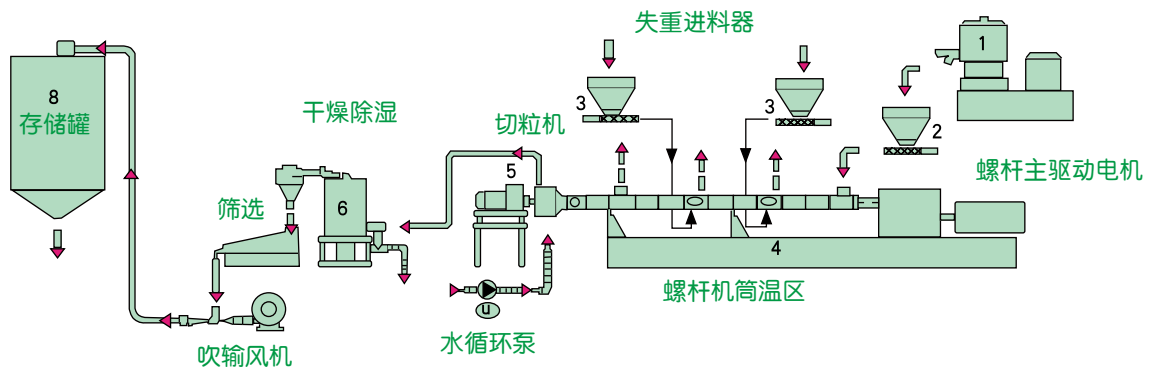 失重进料器
1
8
存储罐
干燥除湿
切粒机
3
3
2
螺杆主驱动电机
5
筛选
6
4
螺杆机筒温区
u
水循环泵
吹输风机